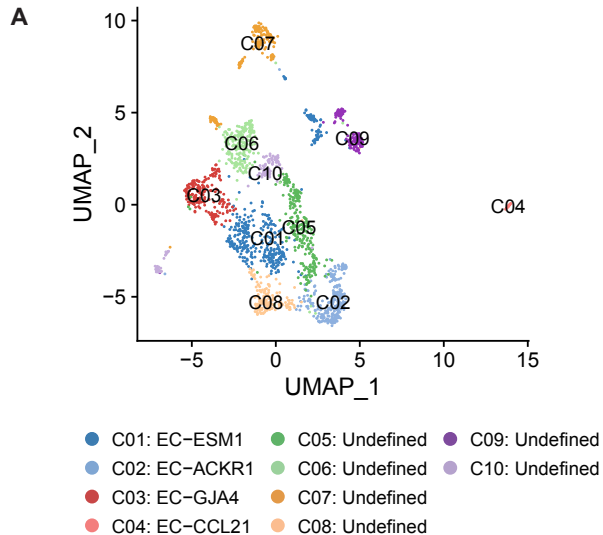 A
10
5
0
−5
−5
0
5
10
15
UMAP_2
UMAP_1
C07
C06
C09
C10
C03
C04
C05
C01
C08
C02
C01: EC−ESM1
C05: Undefined
C09: Undefined
C02: EC−ACKR1
C06: Undefined
C10: Undefined
C03: EC−GJA4
C07: Undefined
C04: EC−CCL21
C08: Undefined